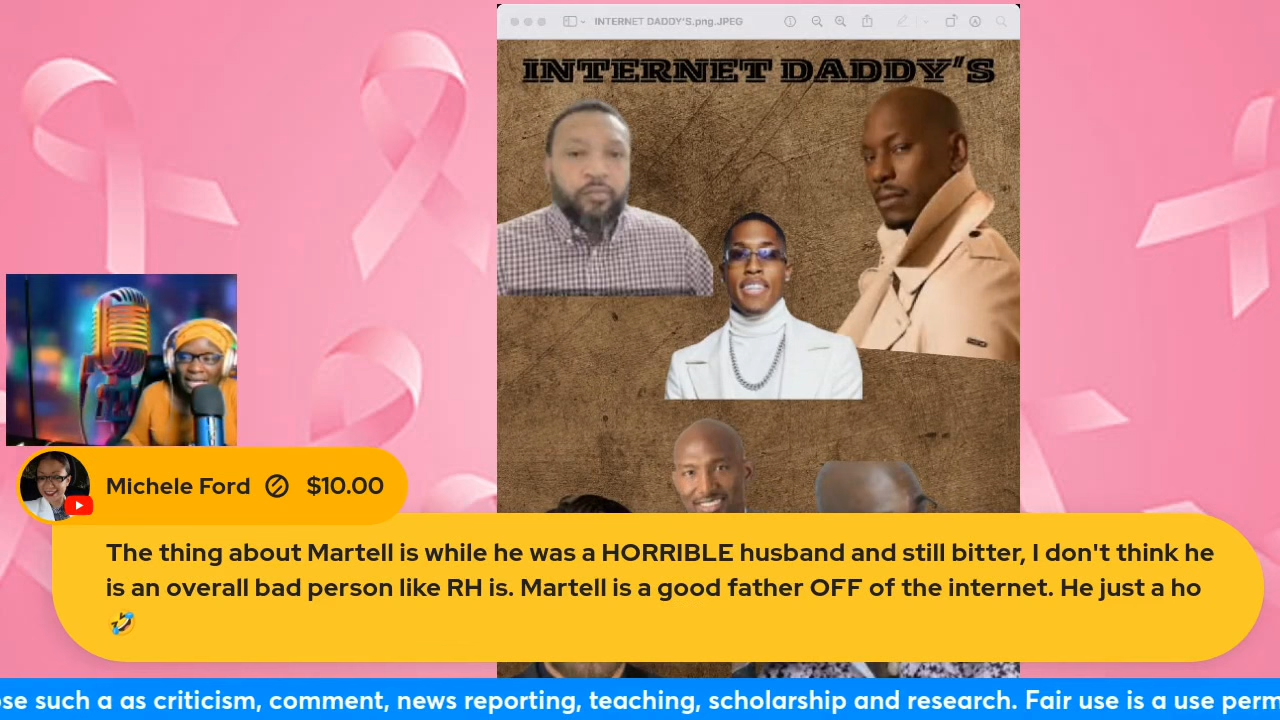 INTERNET DADDY'S.png.JPEG
INTERNET DADDY"S
Michele Ford $10.00
The thing about Martell is while he was a HORRIBLE husband and still bitter, I don't think he
is an overall bad person like RH is. Martell is a good father OFF of the internet. He just a ho
🤣
se such a as criticism, comment, news reporting, teaching, scholarship and research. Fair use is a use perm